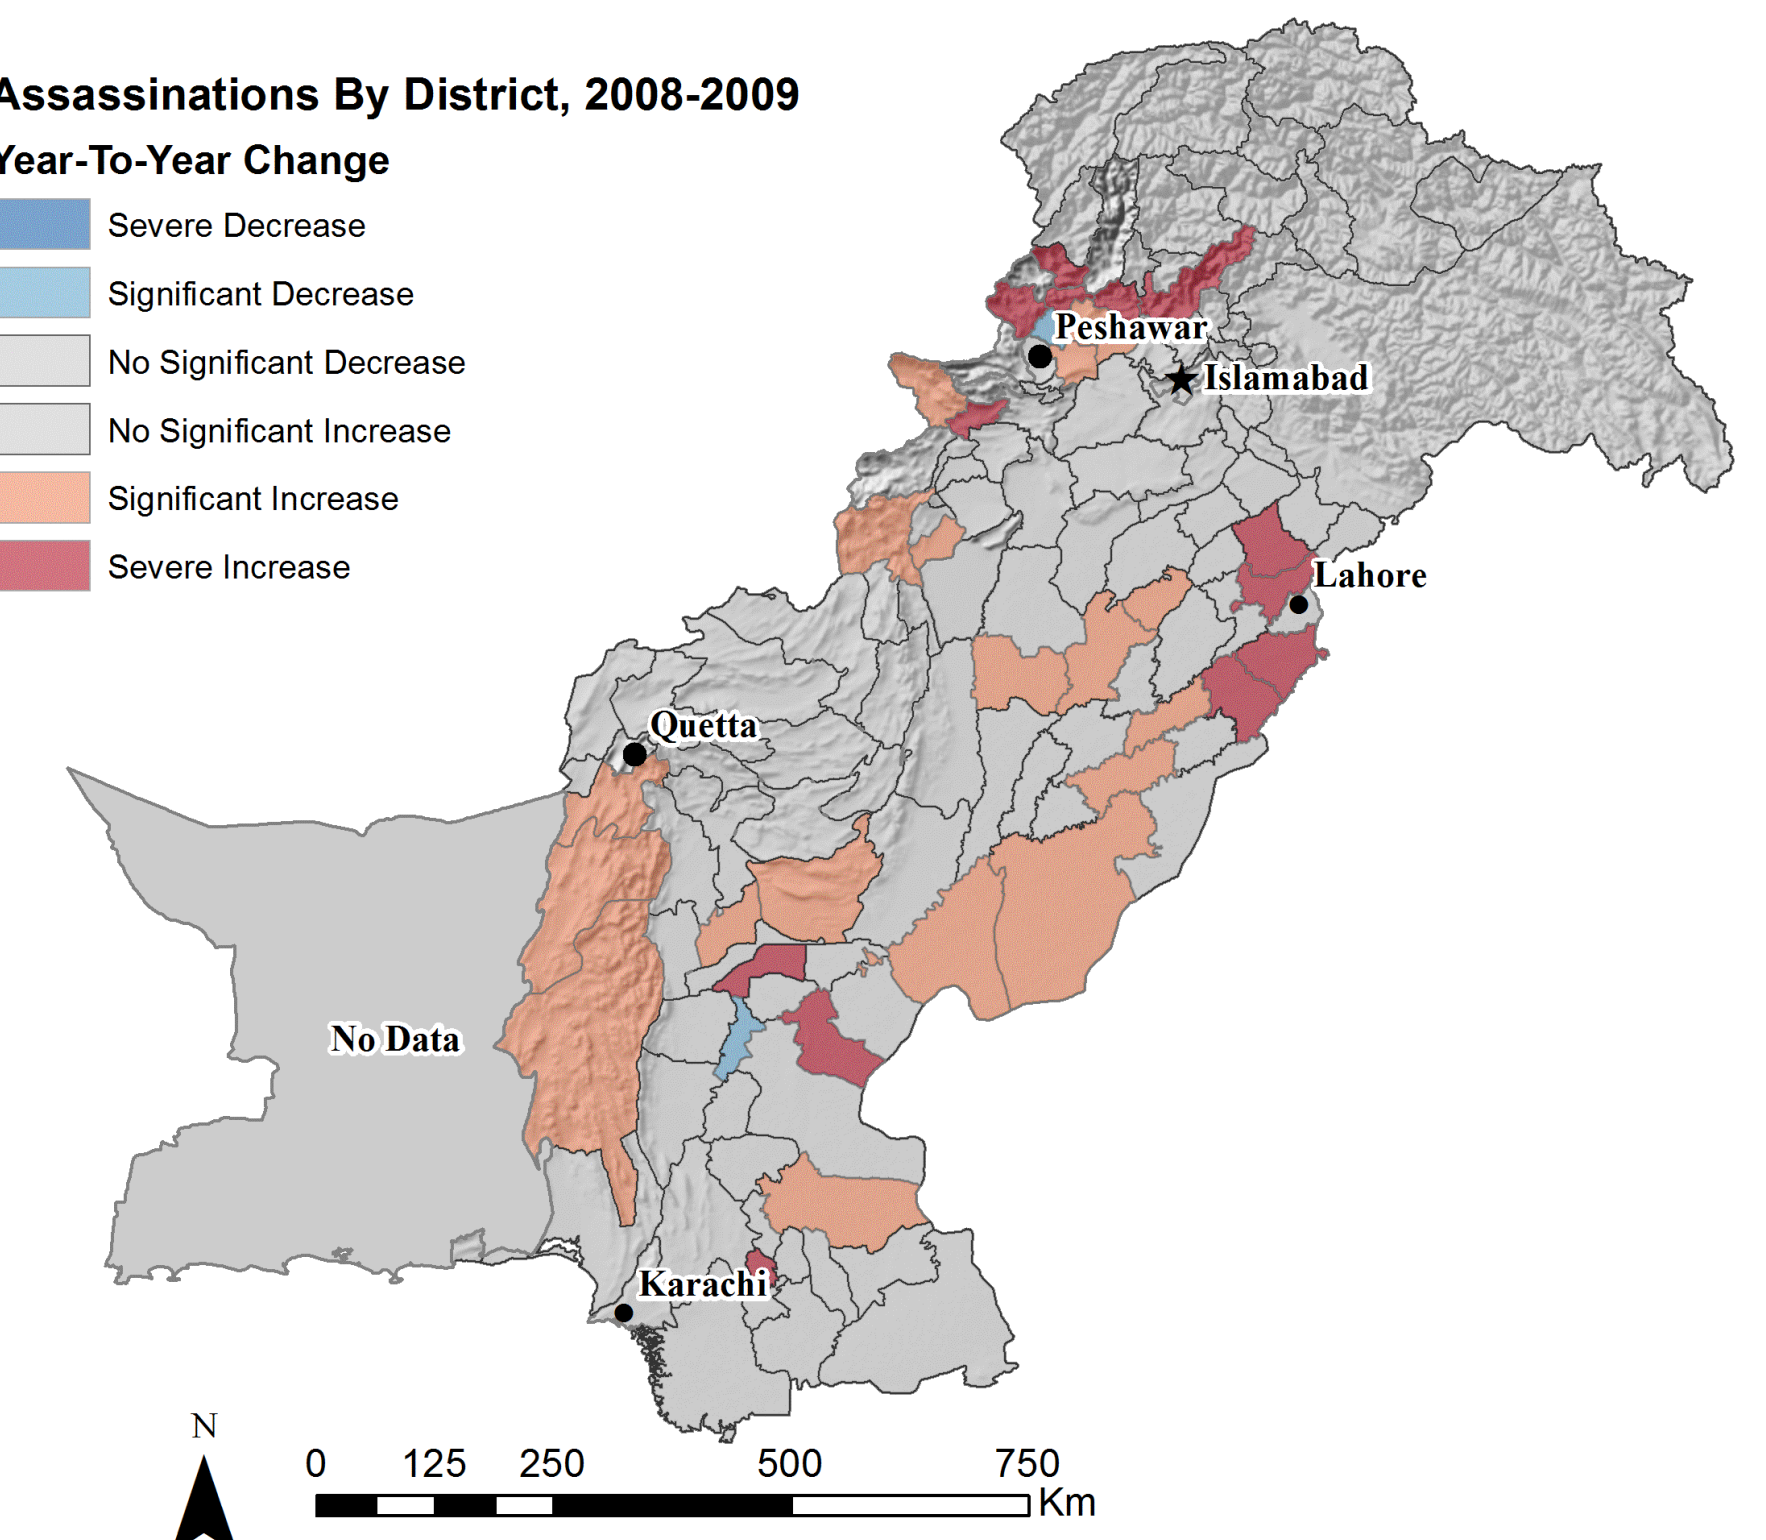 Assassinations By District, 2008-2009
Year-To-Year Change
Severe Decrease
Significant Decrease
No Significant Decrease
No Significant Increase
Significant Increase
Severe Increase
Peshawar
Islamabad
Lahore
Quetta
No Data
Karachi
N
0 125 250 500 750
Km